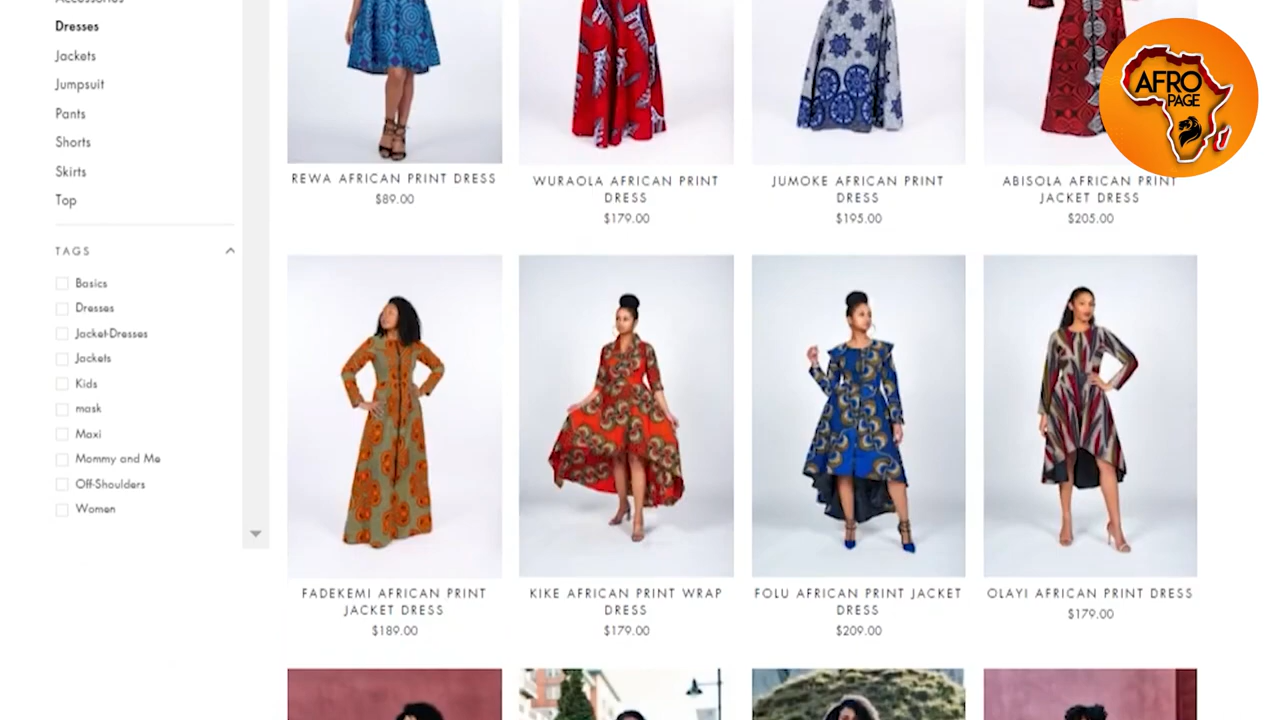 Accessories
Dresses
Jackets
Jumpsuit
Pants
Shorts
Skirts
Top
TAGS
Basics
Dresses
Jacket-Dresses
Jackets
Kids
mask
Maxi
Mommy and Me
Off-Shoulders
Women
REWA AFRICAN PRINT DRESS
$89.00
WURAOLA AFRICAN PRINT
DRESS
$179.00
JUMOKE AFRICAN PRINT
DRESS
$195.00
ABISOLA AFRICAN PRINT
JACKET DRESS
$205.00
FADEKEMI AFRICAN PRINT
JACKET DRESS
$189.00
KIKE AFRICAN PRINT WRAP
DRESS
$179.00
FOLU AFRICAN PRINT JACKET
DRESS
$209.00
OLAYI AFRICAN PRINT DRESS
$179.00
AFRO
PAGE